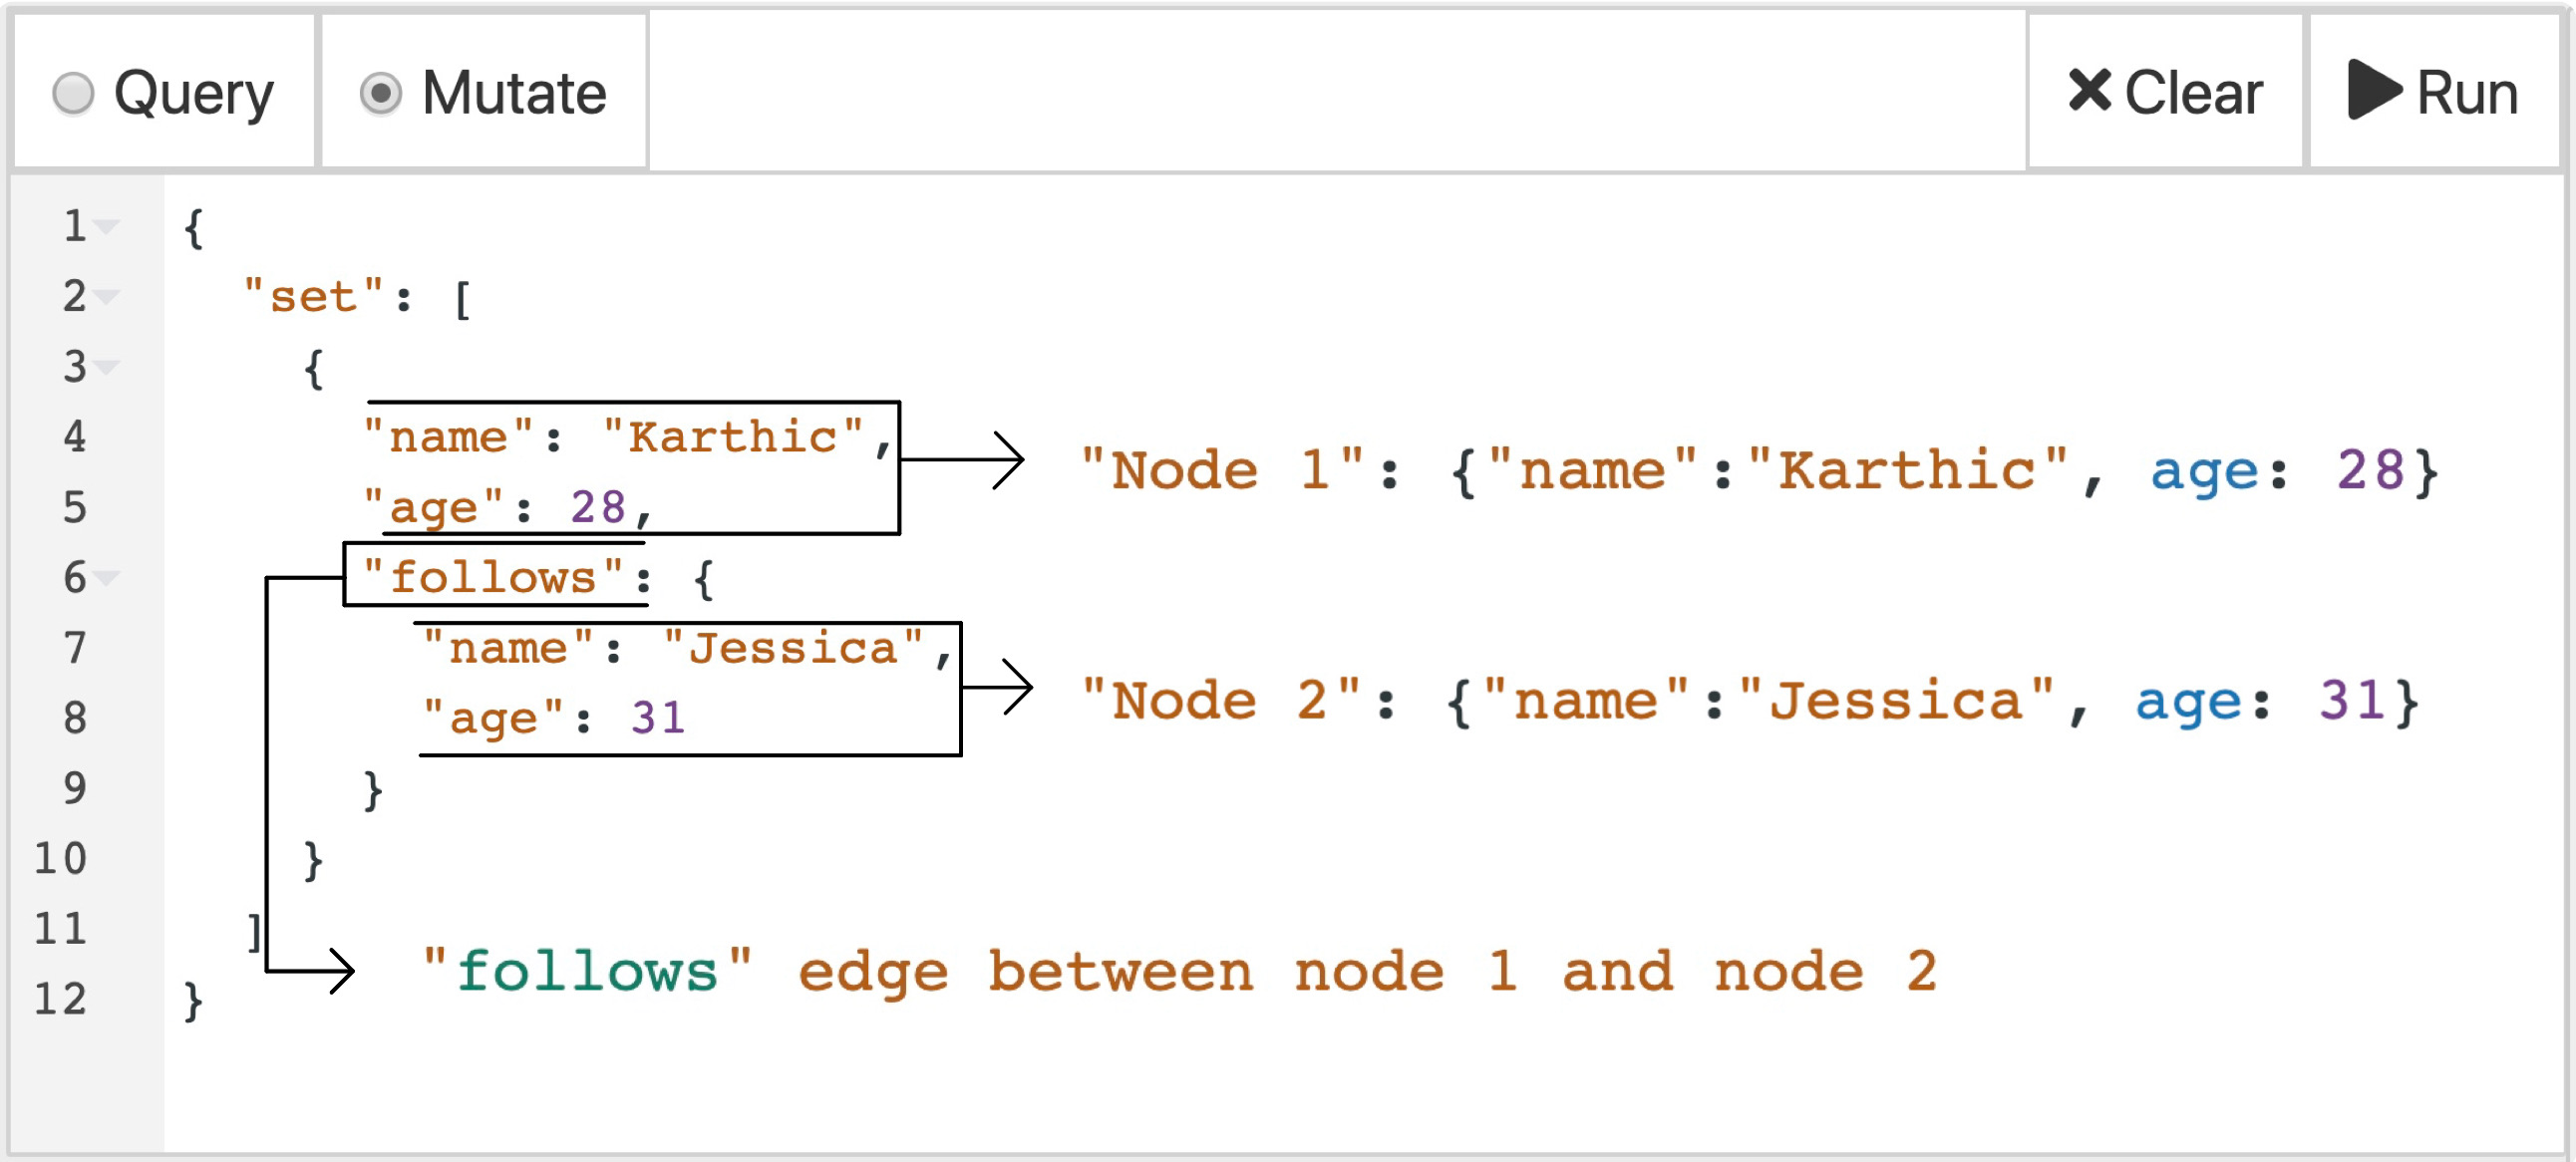 Query Mutate Clear Run
1 {
2 "set": [
3 {
4 "name": "Karthic",
"Node 1": {"name":"Karthic", age: 28}
5 "age": 28,
6 "follows": {
7 "name": "Jessica",
"Node 2": {"name":"Jessica", age: 31}
8 "age": 31
9 }
10 }
11 ]
"follows" edge between node 1 and node 2
12 }